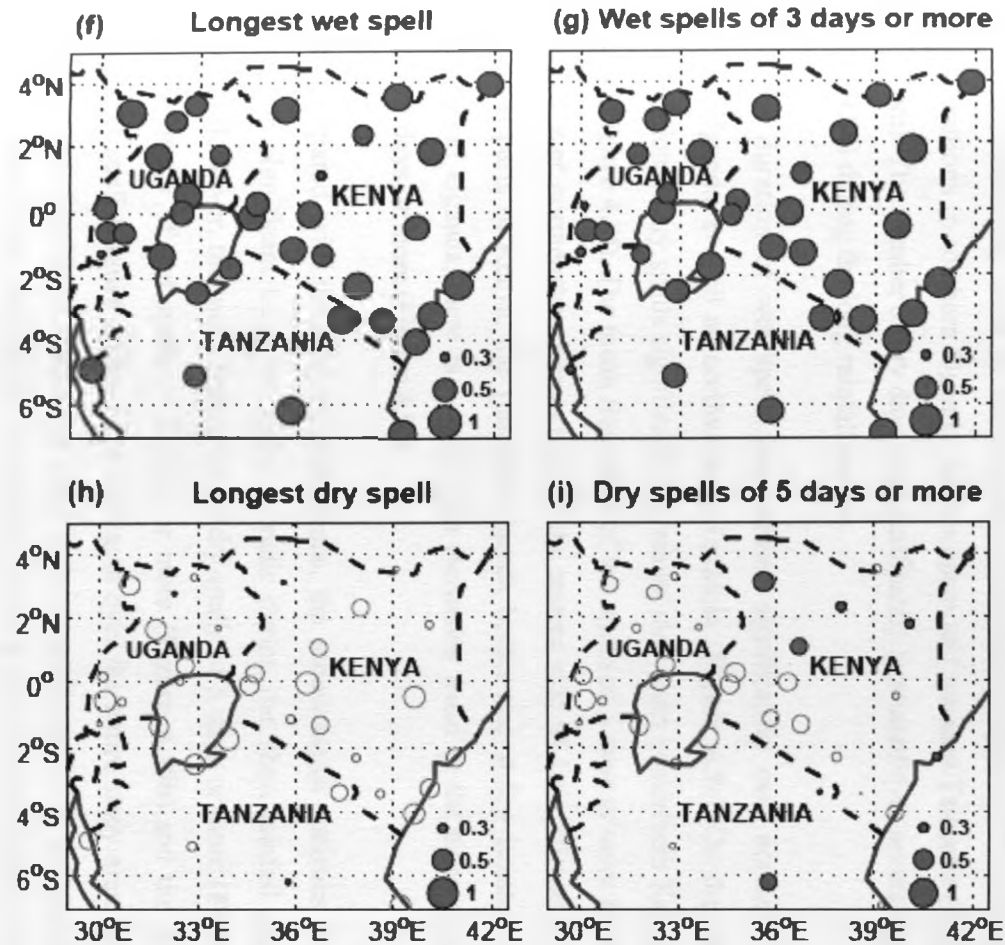 (f) Longest wet spell
(g) Wet spells of 3 days or more
4°N
2°N
0°
2°S
4°S
6°S
UGANDA
KENYA
TANZANIA
0.3
0.5
1
UGANDA
KENYA
TANZANIA
0.3
0.5
1
(h) Longest dry spell
(i) Dry spells of 5 days or more
4°N
2°N
0°
2°S
4°S
6°S
UGANDA
KENYA
TANZANIA
0.3
0.5
1
UGANDA
KENYA
TANZANIA
0.3
0.5
1
30°E 33°E 36°E 39°E 42°E
30°E 33°E 36°E 39°E 42°E